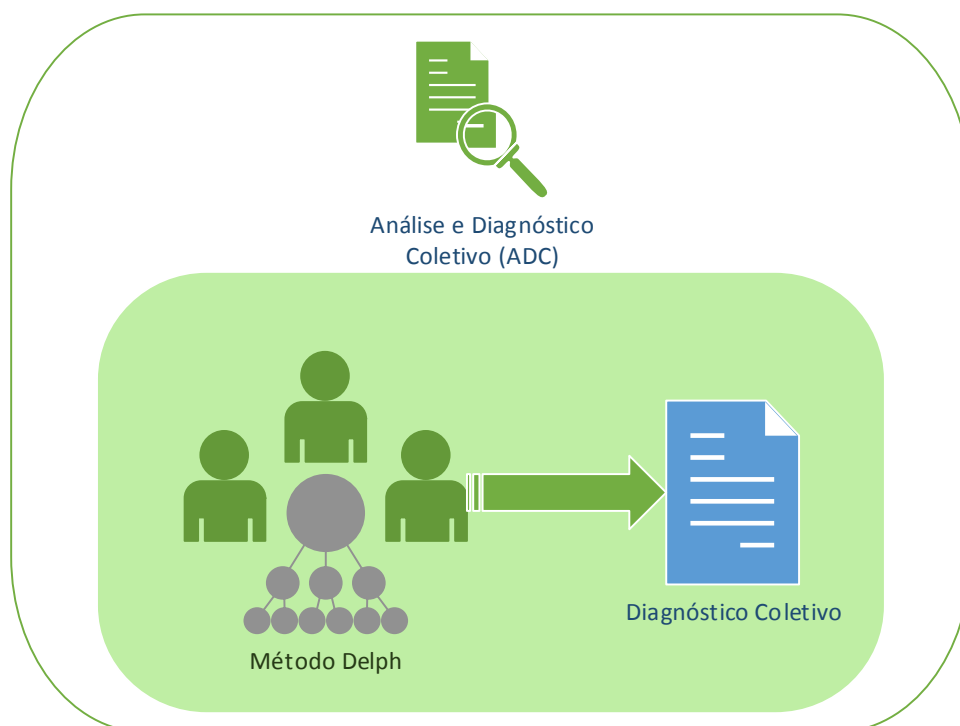 Análise e Diagnóstico
Coletivo (ADC)
Diagnóstico Coletivo
Método Delph